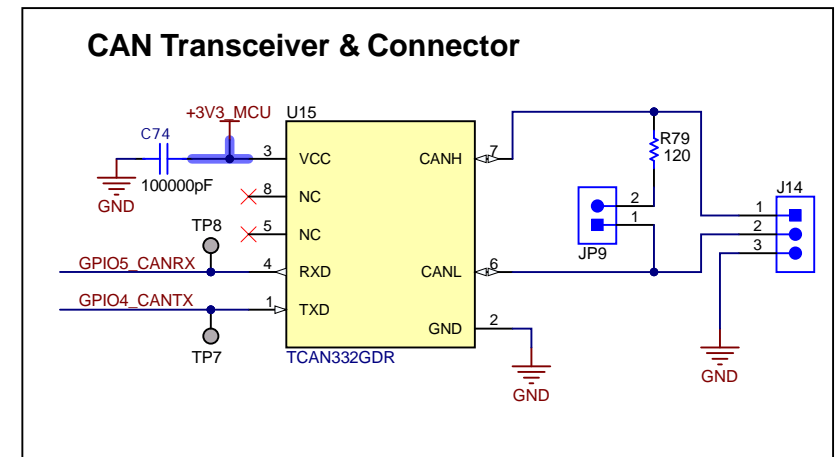 CAN Transceiver & Connector
+3V3_MCU
U15
C74
100000pF
GND
3
VCC
CANH
7
8
NC
5
NC
TP8
GPIO5_CANRX
4
RXD
CANL
6
GPIO4_CANTX
1
TXD
TP7
GND
2
TCAN332GDR
GND
R79
120
2
1
JP9
J14
1
2
3
GND